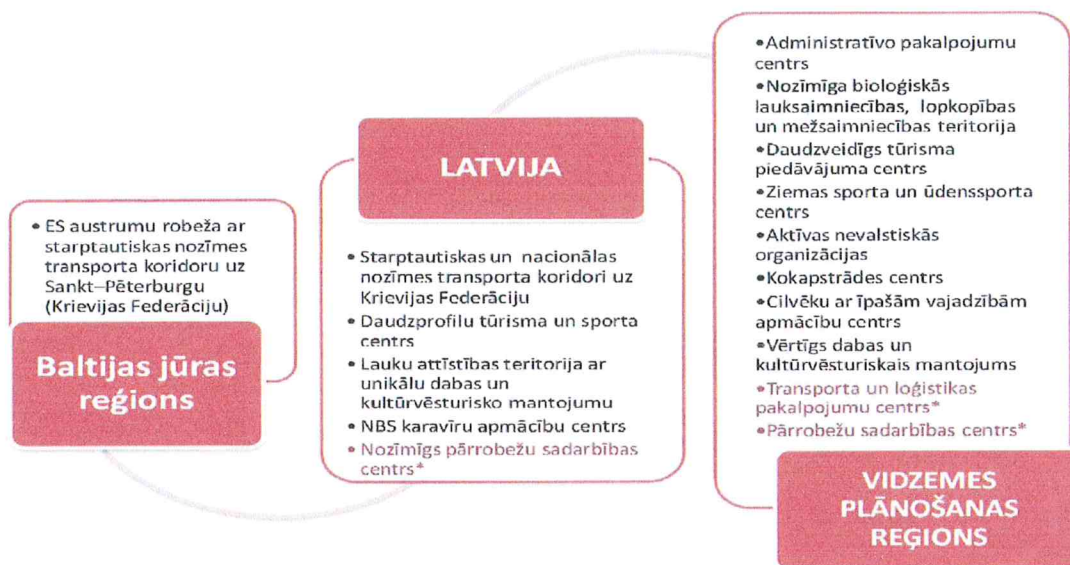 • ES austrumu robeža ar
starptautiskas nozīmes
transporta koridoru uz
Sankt–Pēterburgu
(Krievijas Federāciju)
Baltijas jūras
reģions
LATVIJA
• Starptautiskas un nacionālas
nozīmes transporta koridori uz
Krievijas Federāciju
• Daudzprofilu tūrisma un sporta
centrs
• Lauku attīstības teritorija ar
unikālu dabas un
kultūrvēsturisko mantojumu
• NBS karavīru apmācību centrs
• Nozīmīgs pārrobežu sadarbības
centrs*
•Administratīvo pakalpojumu
centrs
•Nozīmīga bioloģiskās
lauksaimniecības, lopkopības
un mežsaimniecības teritorija
•Daudzveidīgs tūrisma
piedāvājuma centrs
•Ziemas sporta un ūdenssporta
centrs
•Aktīvas nevalstiskās
organizācijas
•Kokapstrādes centrs
•Cilvēku ar īpašām vajadzībām
apmācību centrs
•Vērtīgs dabas un
kultūrvēsturiskais mantojums
•Transporta un loģistikas
pakalpojumu centrs*
•Pārrobežu sadarbības centrs*
VIDZEMES
PLĀNOŠANAS
REĢIONS